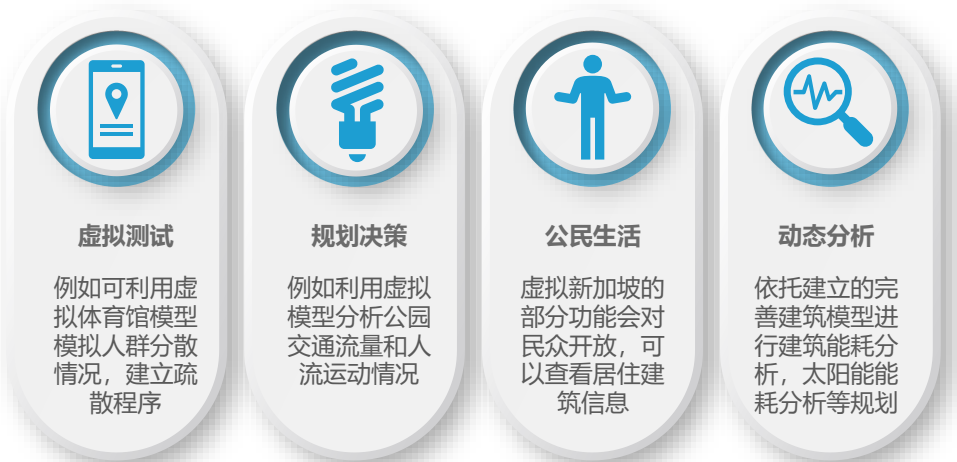 虚拟测试
例如可利用虚
拟体育馆模型
模拟人群分散
情况，建立疏
散程序
规划决策
例如利用虚拟
模型分析公园
交通流量和人
流运动情况
公民生活
虚拟新加坡的
部分功能会对
民众开放，可
以查看居住建
筑信息
动态分析
依托建立的完
善建筑模型进
行建筑能耗分
析，太阳能能
耗分析等规划